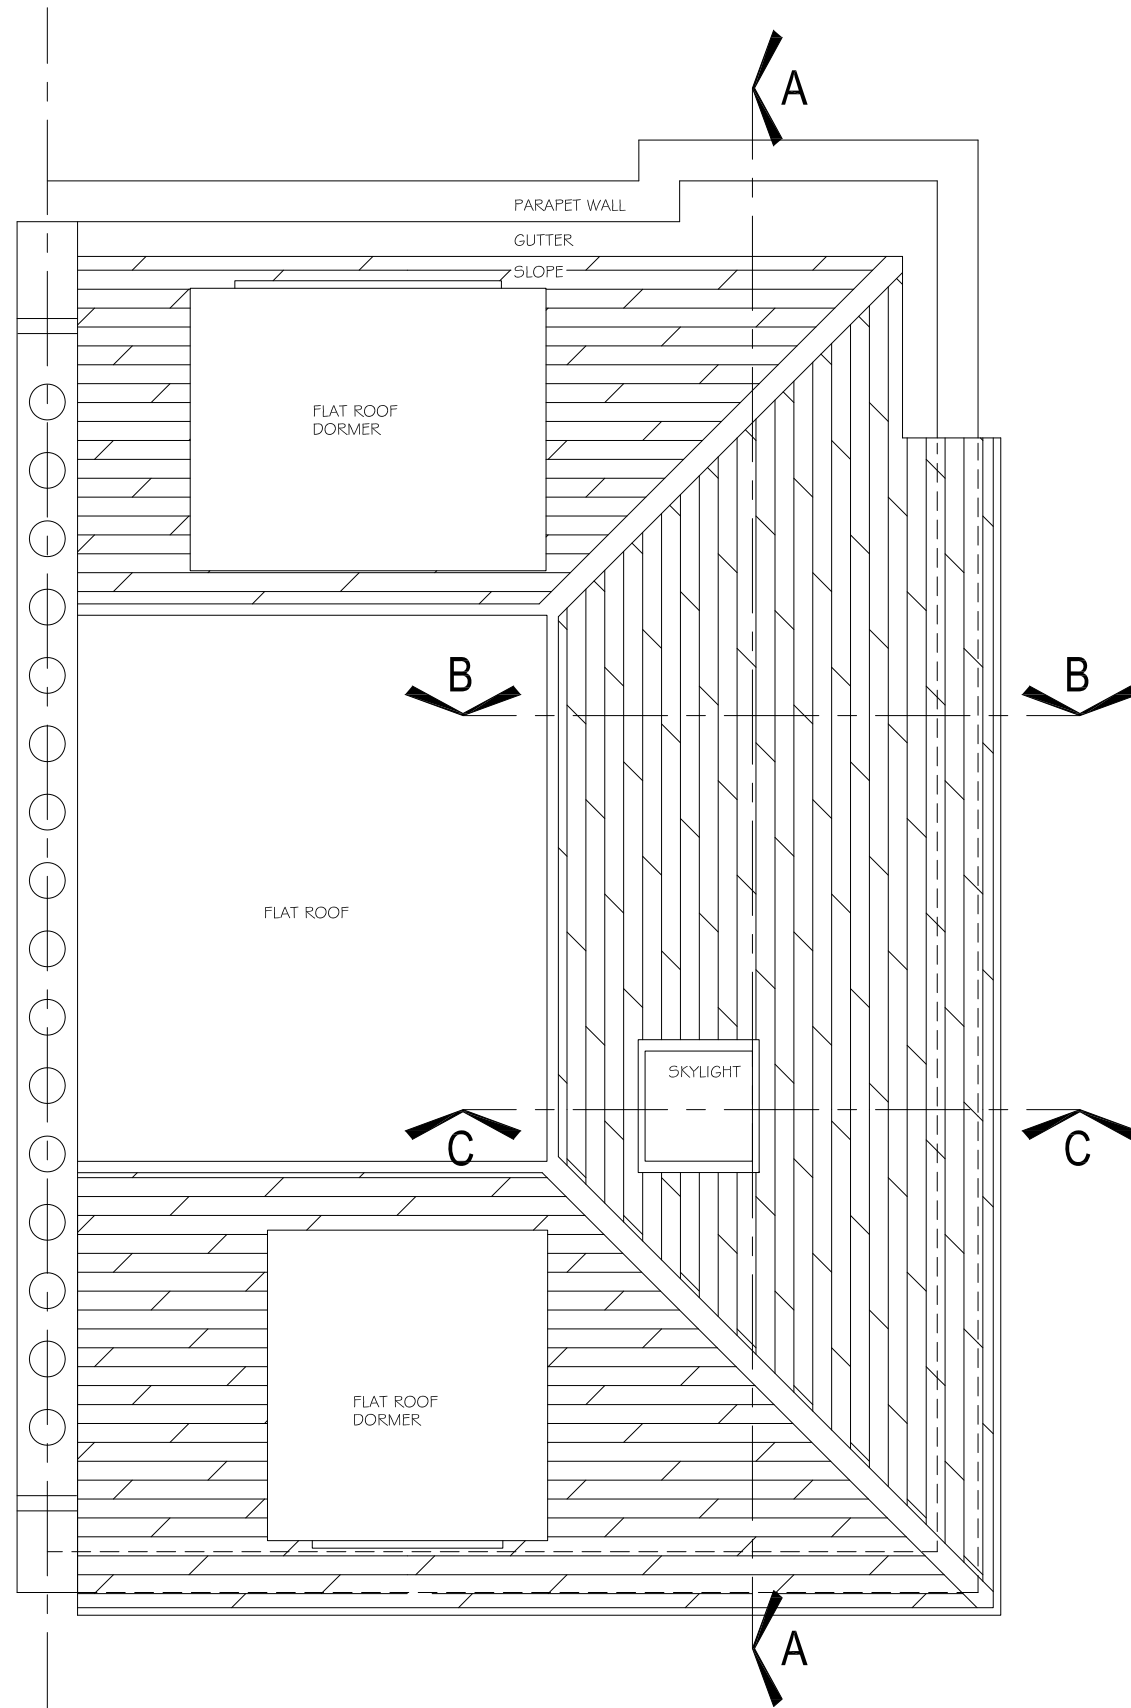 A
PARAPET WALL
GUTTER
SLOPE
FLAT ROOF
DORMER
B
B
FLAT ROOF
SKYLIGHT
C
C
FLAT ROOF
DORMER
A